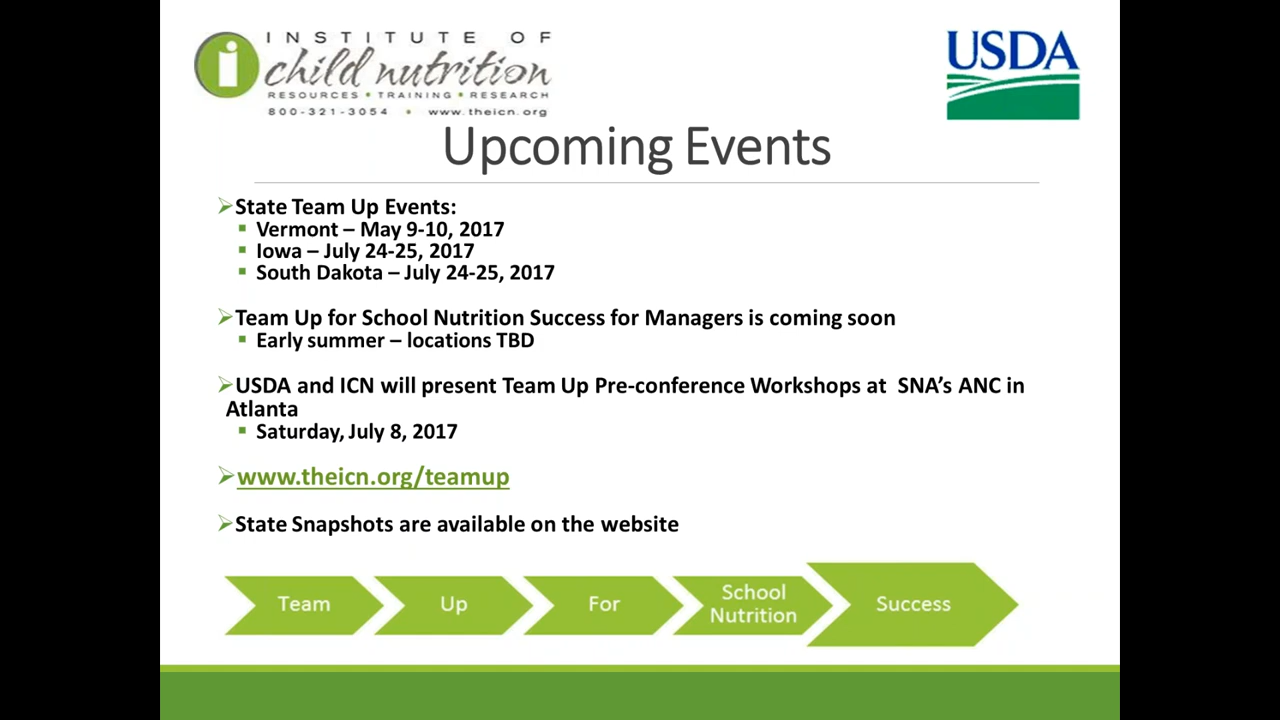 INSTITUTE OF
child nutrition
RESOURCES • TRAINING • RESEARCH
800-321-3054 • www.theicn.org
USDA
Upcoming Events
State Team Up Events:
Vermont – May 9-10, 2017
Iowa – July 24-25, 2017
South Dakota – July 24-25, 2017
Team Up for School Nutrition Success for Managers is coming soon
Early summer – locations TBD
USDA and ICN will present Team Up Pre-conference Workshops at SNA's ANC in
Atlanta
Saturday, July 8, 2017
www.theicn.org/teamup
State Snapshots are available on the website
Team
Up
For
School
Nutrition
Success